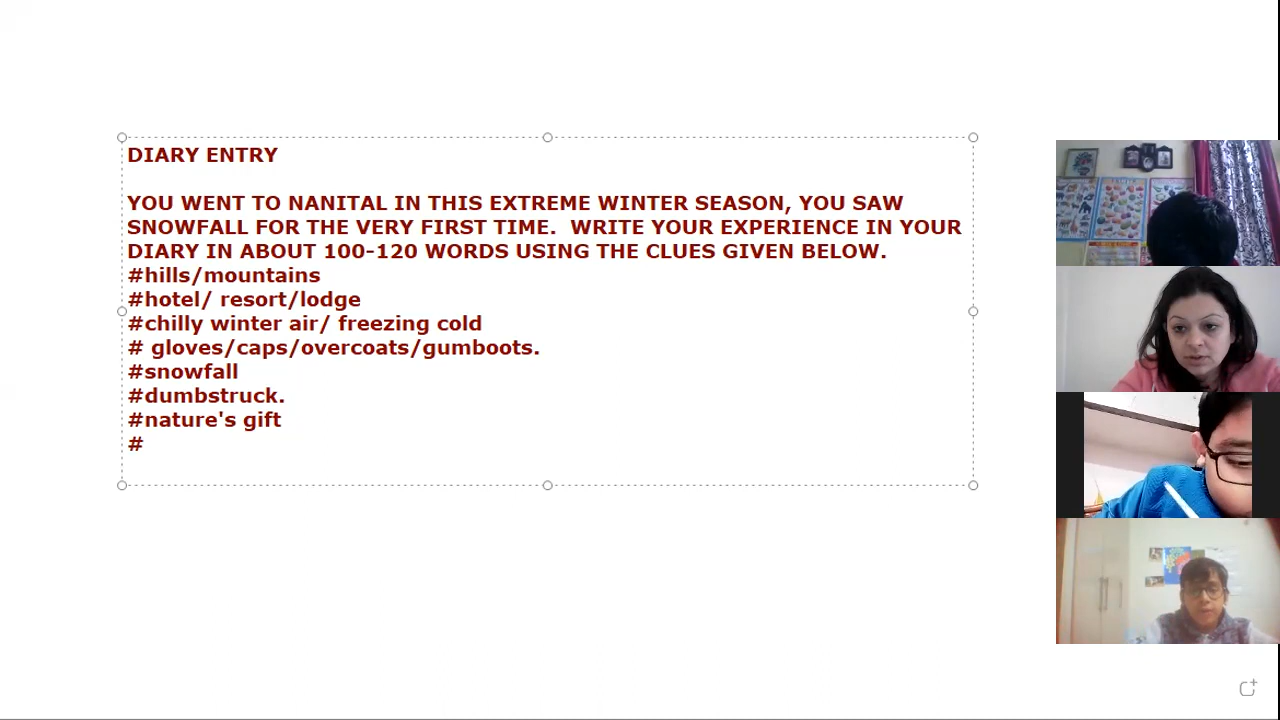 DIARY ENTRY
YOU WENT TO NANITAL IN THIS EXTREME WINTER SEASON, YOU SAW
SNOWFALL FOR THE VERY FIRST TIME.  WRITE YOUR EXPERIENCE IN YOUR
DIARY IN ABOUT 100-120 WORDS USING THE CLUES GIVEN BELOW.
#hills/mountains
#hotel/ resort/lodge
#chilly winter air/ freezing cold
# gloves/caps/overcoats/gumboots.
#snowfall
#dumbstruck.
#nature's gift
#